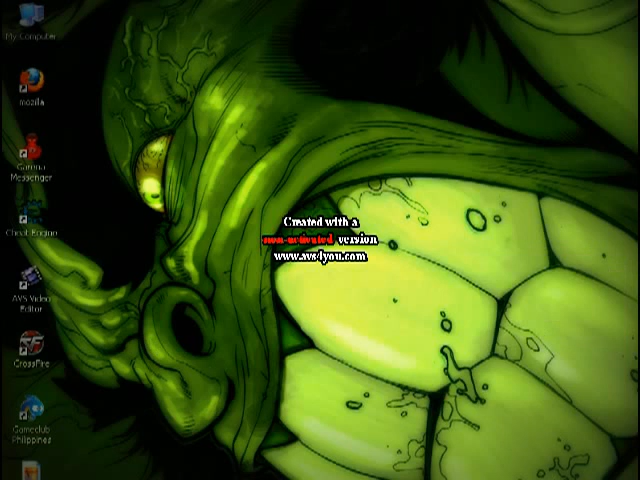 My Computer
mozilla
Garena
Messenger
Cheat Engine
AVS Video
Editor
CrossFire
Gameclub
Philippines
Created with a
non-activated version
www.avs4you.com